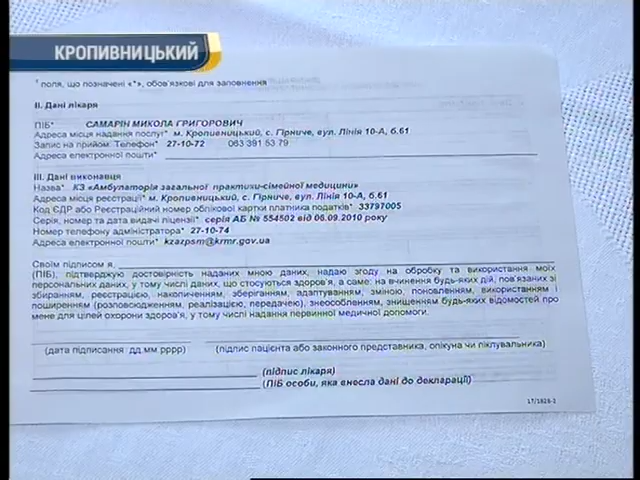 КРОПИВНИЦЬКИЙ
* поля, що позначені «*», обов'язкові для заповнення
ІІ. Дані лікаря
ПІБ* САМАРІН МИКОЛА ГРИГОРОВИЧ
Адреса місця надання послуг* м. Кропивницький, с. Гірниче, вул. Лінія 10-А, б.61
Запис на прийом. Телефон* 27-10-72 063 391 53 79
Адреса електронної пошти*
ІІІ. Дані виконавця
Назва* КЗ «Амбулаторія загальної практики-сімейної медицини»
Адреса місця реєстрації* м. Кропивницький, с. Гірниче, вул. Лінія 10-А, б.61
Код ЄДР або Реєстраційний номер облікової картки платника податків* 33797005
Серія, номер та дата видачі ліцензії* серія АБ № 554502 від 06.09.2010 року
Номер телефону адміністратора* 27-10-74
Адреса електронної пошти* kzazpsm@krmr.gov.ua
Своїм підписом я,
(ПІБ), підтверджую достовірність наданих мною даних, надаю згоду на обробку та використання моїх
персональних даних, у тому числі даних, що стосуються здоров'я, а саме: на вчинення будь-яких дій, пов'язаних зі
збиранням, реєстрацією, накопиченням, зберіганням, адаптуванням, зміною, поновленням, використанням і
поширенням (розповсюдженням, реалізацією, передачею), знеособленням, знищенням будь-яких відомостей про
мене для цілей охорони здоров'я, у тому числі надання первинної медичної допомоги.
(дата підписання дд.мм рррр) (підпис пацієнта або законного представника, опікуна чи піклувальника)
(підпис лікаря)
(ПІБ особи, яка внесла дані до декларації)